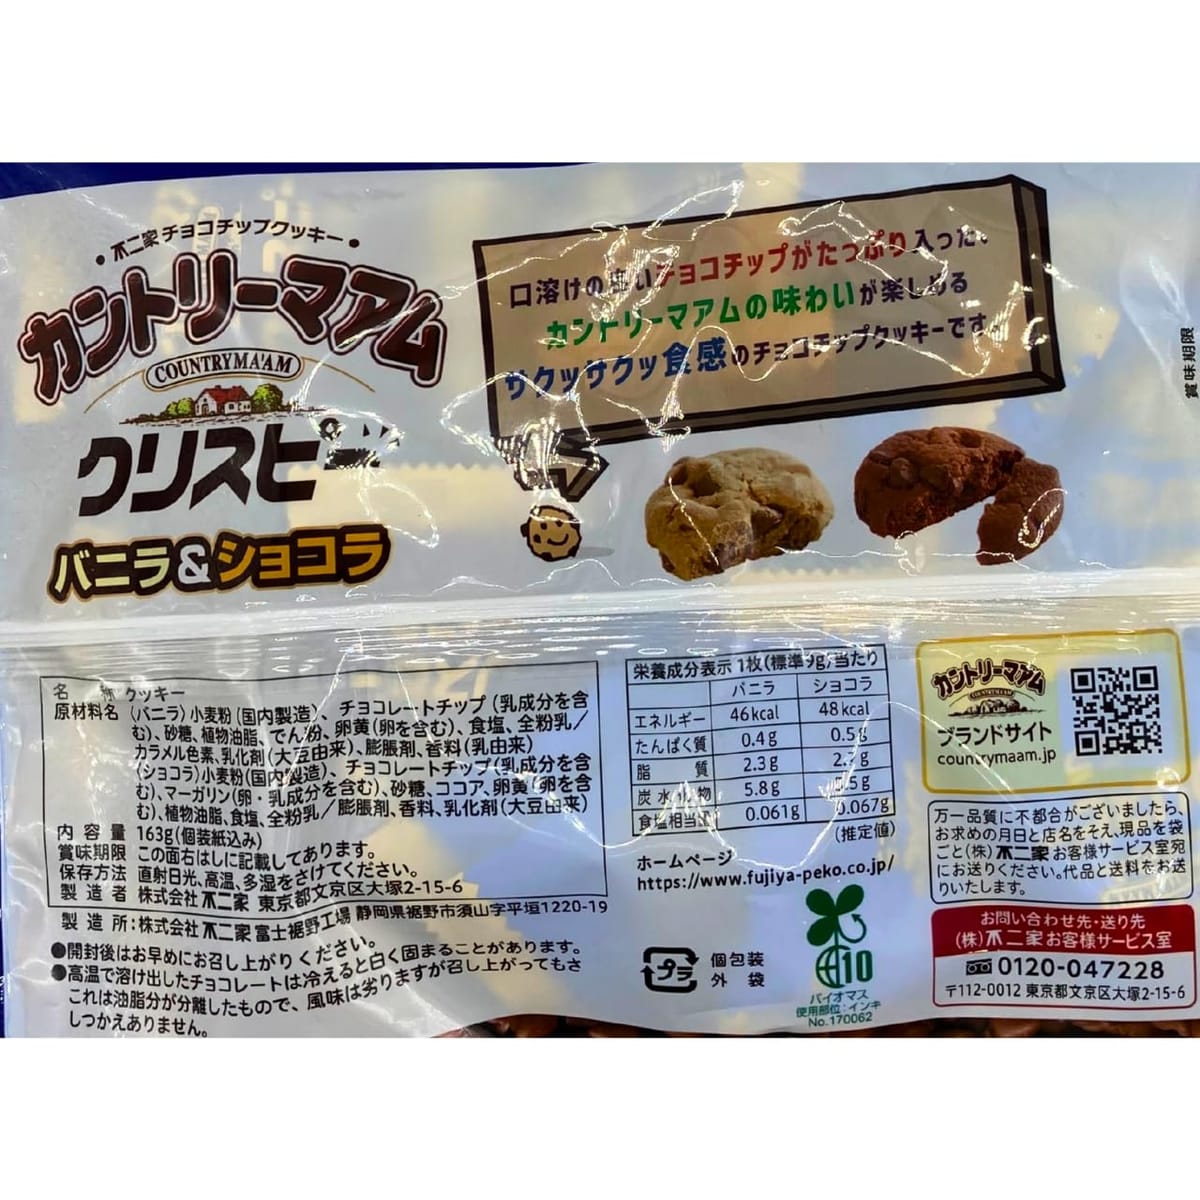 • 不二家 チョコチップクッキー •
カントリーマアム
COUNTRYMA'AM
クリスピー
バニラ&ショコラ
口溶けの良いチョコチップがたっぷり入った、
カントリーマアムの味わいが楽しめる
サクッサクッ食感のチョコチップクッキーです。
賞味期限
名 称 クッキー
原材料名 (バニラ)小麦粉(国内製造)、チョコレートチップ(乳成分を含
む)、砂糖、植物油脂、でん粉、卵黄(卵を含む)、食塩、全粉乳/
カラメル色素、乳化剤(大豆由来)、膨脹剤、香料(乳由来)
(ショコラ)小麦粉(国内製造)、チョコレートチップ(乳成分を含
む)、マーガリン(卵・乳成分を含む)、砂糖、ココア、卵黄(卵を含
む)、植物油脂、食塩、全粉乳/膨脹剤、香料、乳化剤(大豆由来)
内 容 量 163g(個装紙込み)
賞味期限 この面右はしに記載してあります。
保存方法 直射日光、高温、多湿をさけてください。
製 造 者 株式会社 不二家 東京都文京区大塚2-15-6
製 造 所:株式会社 不二家 富士裾野工場 静岡県裾野市須山字平垣1220-19
●開封後はお早めにお召し上がりください。
●高温で溶け出したチョコレートは冷えると白く固まることがあります。
これは油脂分が分離したもので、風味は劣りますが召し上がってもさ
しつかえありません。
栄養成分表示 1枚(標準9g)当たり
バニラ ショコラ
エネルギー 46kcal 48kcal
たんぱく質 0.4g 0.5g
脂 質 2.3g
炭水化物 5.8g
食塩相当量 0.061g 0.067g
(推定値)
ホームページ
https://www.fujiya-peko.co.jp/
プラ
個包装
外 袋
10
バイオマス
使用部位:インキ
No.170062
カントリーマアム
COUNTRYMA'AM
ブランドサイト
countrymaam.jp
万一品質に不都合がございましたら、
お求めの月日と店名をそえ、現品を袋
ごと(株)不二家 お客様サービス室宛
にお送りください。代品と送料をお送
りいたします。
お問い合わせ先・送り先
(株)不二家 お客様サービス室
0120-047228
〒112-0012 東京都文京区大塚2-15-6